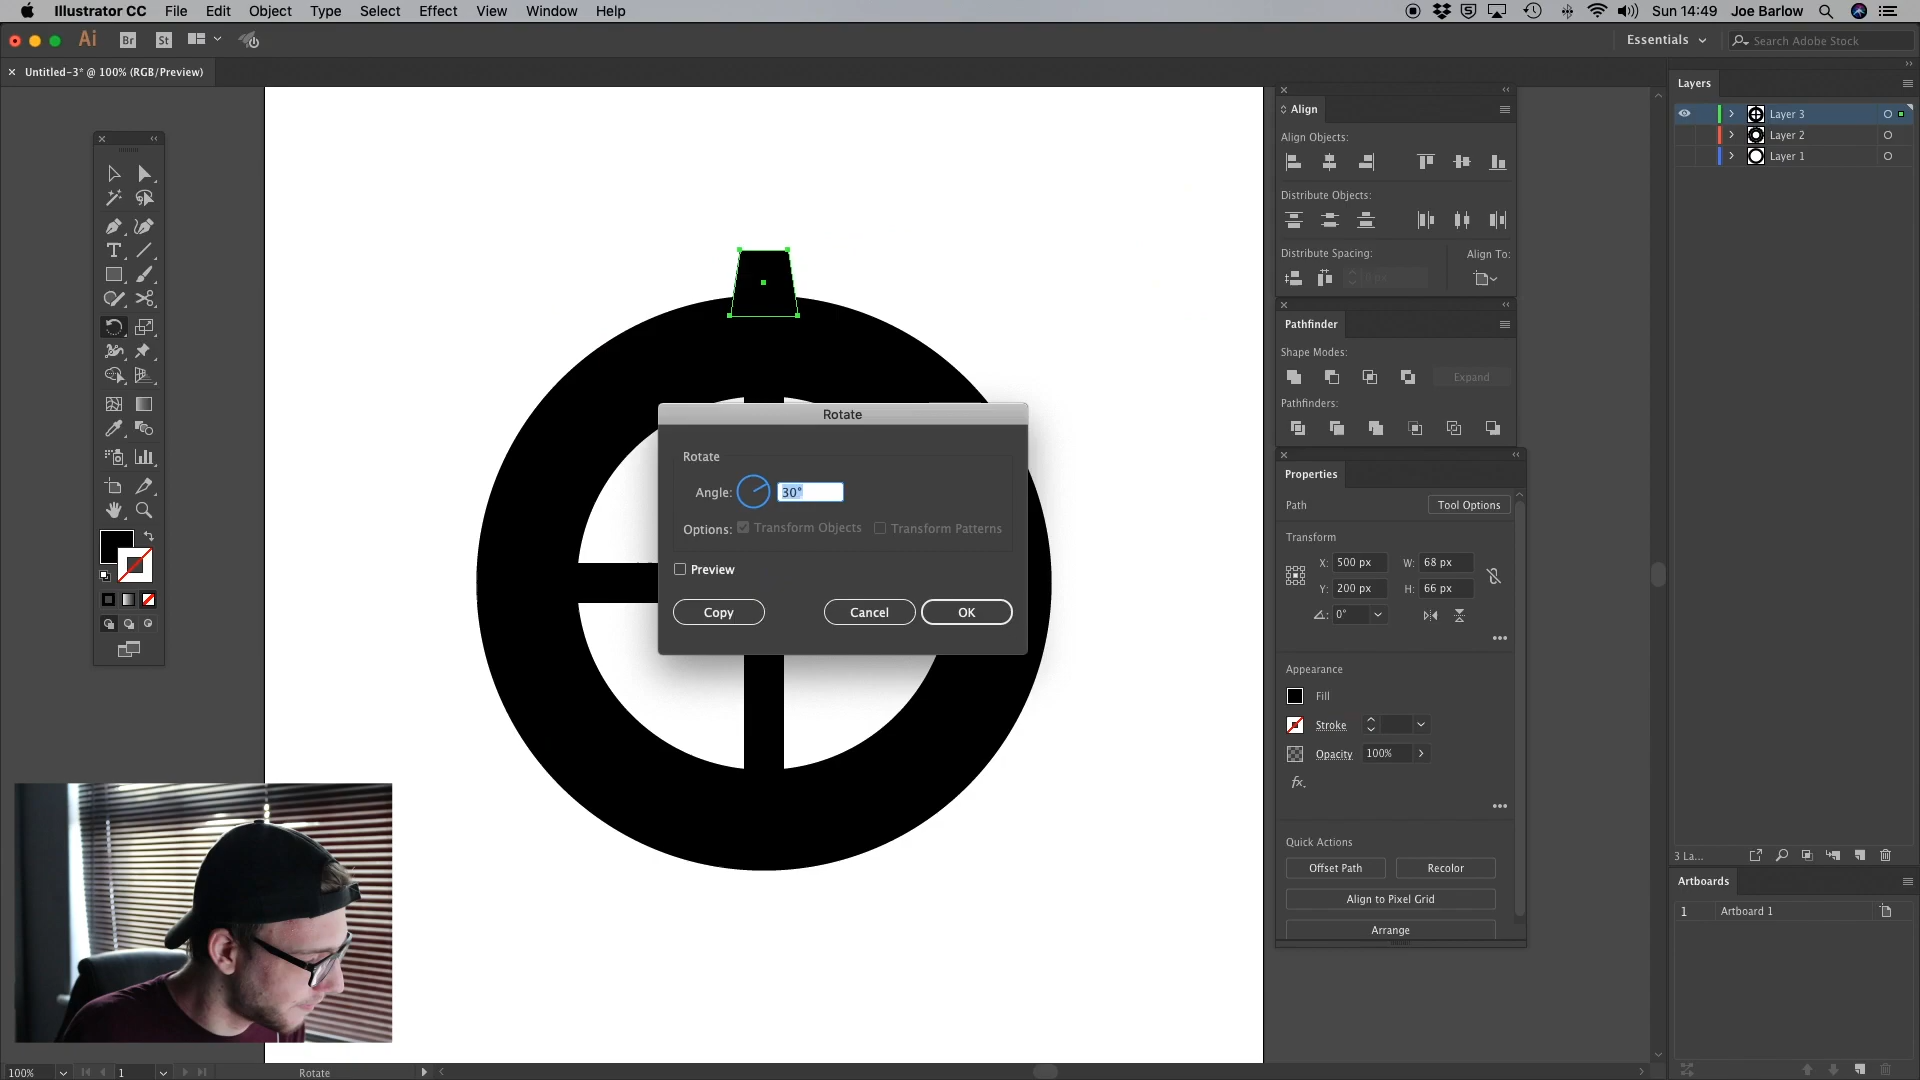 Illustrator CC File Edit Object Type Select Effect View Window Help
Sun 14:49 Joe Barlow
Ai Br St
Essentials
Search Adobe Stock
× Untitled-3* @ 100% (RGB/Preview)
Align
Align Objects:
Distribute Objects:
Distribute Spacing: Align To:
0 px
Pathfinder
Shape Modes:
Expand
Pathfinders:
Properties
Path Tool Options
Transform
X: 500 px W: 68 px
Y: 200 px H: 66 px
0°
Appearance
Fill
Stroke
Opacity 100%
fx.
Quick Actions
Offset Path Recolor
Align to Pixel Grid
Arrange
Layers
Layer 3
Layer 2
Layer 1
3 La...
Artboards
1 Artboard 1
Rotate
Rotate
Angle: 30°
Options: Transform Objects Transform Patterns
Preview
Copy Cancel OK
100% 1 Rotate